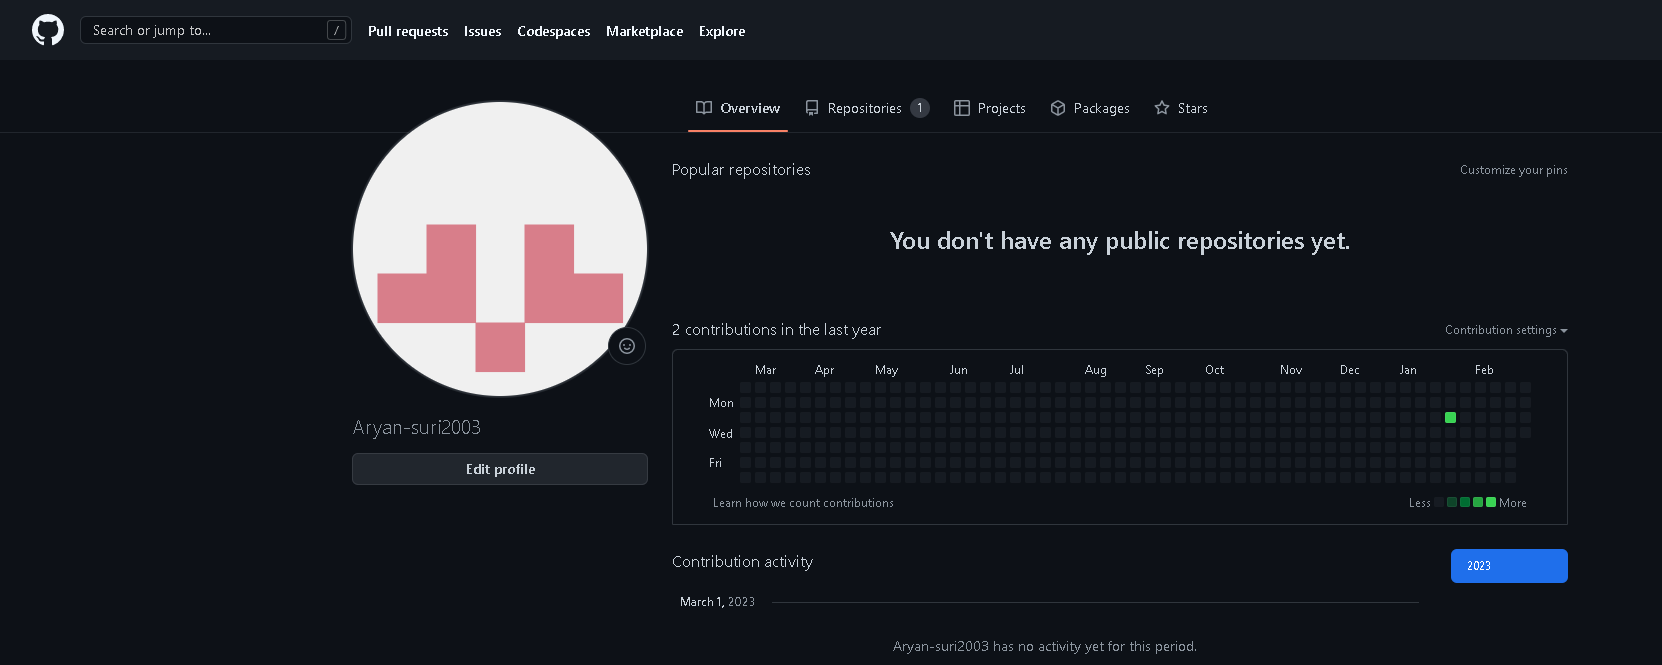 Search or jump to... / Pull requests Issues Codespaces Marketplace Explore
Overview Repositories 1 Projects Packages Stars
Popular repositories Customize your pins
You don't have any public repositories yet.
2 contributions in the last year Contribution settings
Mar Apr May Jun Jul Aug Sep Oct Nov Dec Jan Feb
Mon
Wed
Fri
Learn how we count contributions Less More
Aryan-suri2003
Edit profile
Contribution activity 2023
March 1, 2023
Aryan-suri2003 has no activity yet for this period.